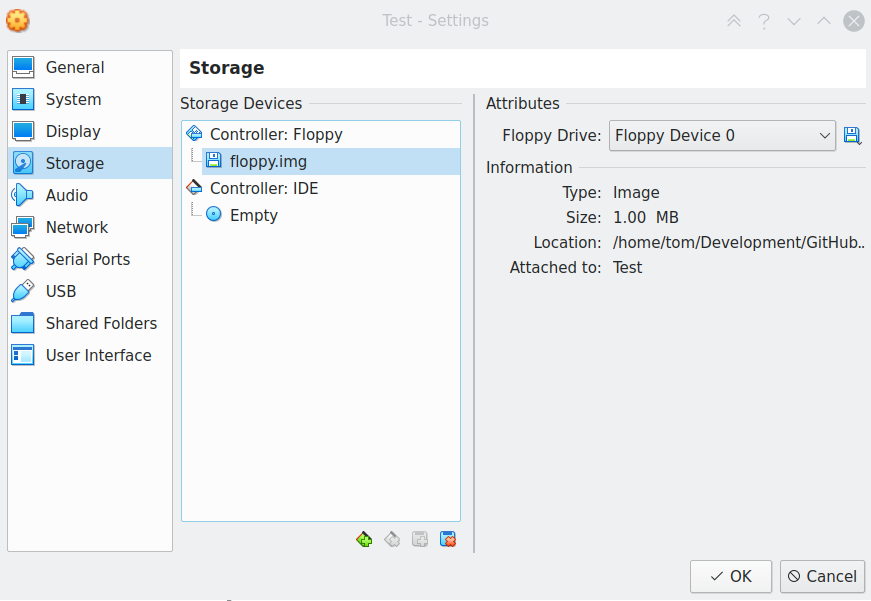 Test - Settings
General
System
Display
Storage
Audio
Network
Serial Ports
USB
Shared Folders
User Interface
Storage
Storage Devices
Controller: Floppy
floppy.img
Controller: IDE
Empty
Attributes
Floppy Drive: Floppy Device 0
Information
Type: Image
Size: 1.00 MB
Location: /home/tom/Development/GitHub..
Attached to: Test
OK
Cancel